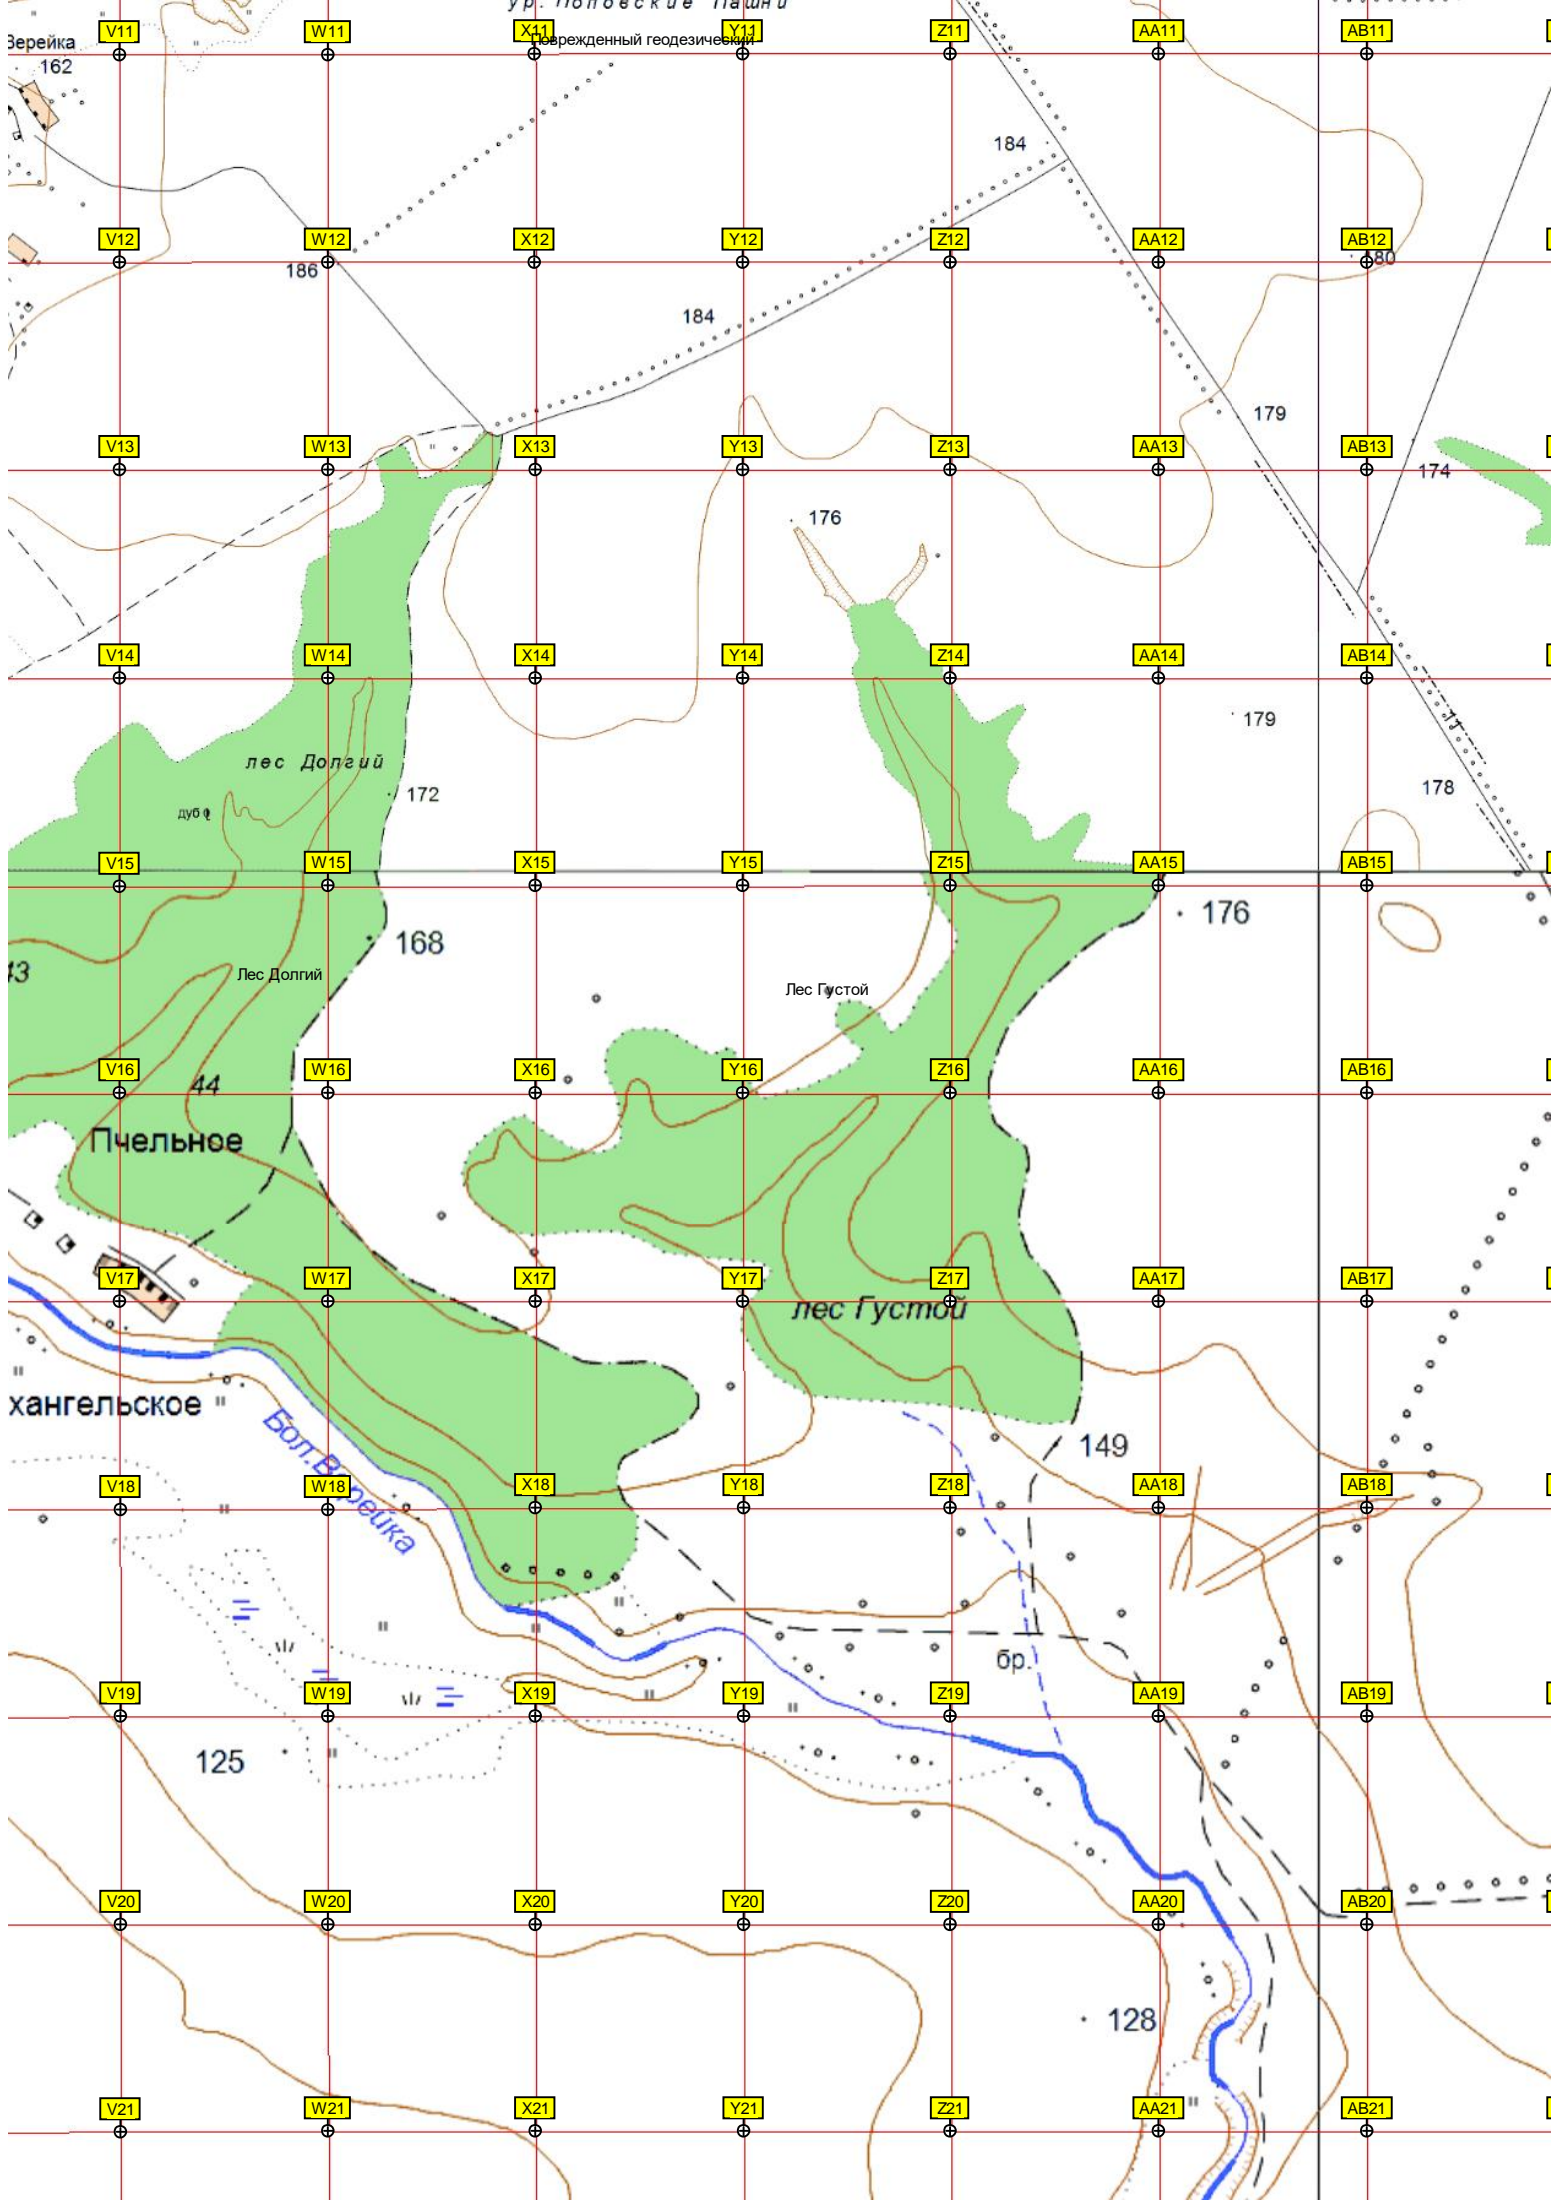 ур. Поповские Пашни
V11 W11 X11 Y11 Z11 AA11 AB11
Верейка
Поврежденный геодезический
162
184
V12 W12 X12 Y12 Z12 AA12 AB12
186
80
184
179
V13 W13 X13 Y13 Z13 AA13 AB13
174
176
V14 W14 X14 Y14 Z14 AA14 AB14
179
11
лес Долгий
172
178
дуб
V15 W15 X15 Y15 Z15 AA15 AB15
176
168
43
Лес Долгий
Лес Густой
V16 W16 X16 Y16 Z16 AA16 AB16
44
Пчельное
V17 W17 X17 Y17 Z17 AA17 AB17
лес Густой
хангельское
Бол.Верейка
149
V18 W18 X18 Y18 Z18 AA18 AB18
бр.
V19 W19 X19 Y19 Z19 AA19 AB19
125
V20 W20 X20 Y20 Z20 AA20 AB20
128
V21 W21 X21 Y21 Z21 AA21 AB21